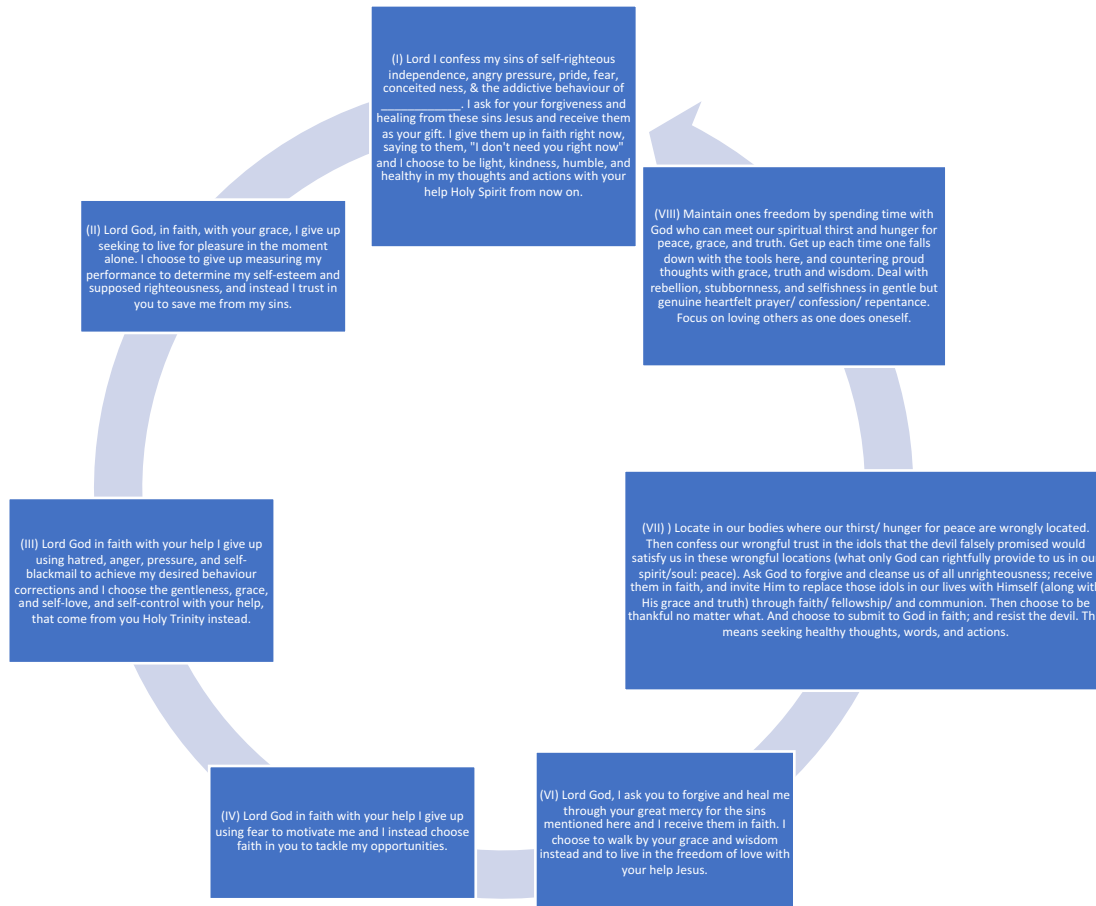 (I) Lord I confess my sins of self-righteous
independence, angry pressure, pride, fear,
conceited ness, & the addictive behaviour of
____________. I ask for your forgiveness and
healing from these sins Jesus and receive them
as your gift. I give them up in faith right now,
saying to them, "I don't need you right now"
and I choose to be light, kindness, humble, and
healthy in my thoughts and actions with your
help Holy Spirit from now on.
(II) Lord God, in faith, with your grace, I give up
seeking to live for pleasure in the moment
alone. I choose to give up measuring my
performance to determine my self-esteem and
supposed righteousness, and instead I trust in
you to save me from my sins.
(III) Lord God in faith with your help I give up
using hatred, anger, pressure, and self-
blackmail to achieve my desired behaviour
corrections and I choose the gentleness, grace,
and self-love, and self-control with your help,
that come from you Holy Trinity instead.
(IV) Lord God in faith with your help I give up
using fear to motivate me and I instead choose
faith in you to tackle my opportunities.
(VI) Lord God, I ask you to forgive and heal me
through your great mercy for the sins
mentioned here and I receive them in faith. I
choose to walk by your grace and wisdom
instead and to live in the freedom of love with
your help Jesus.
(VII) ) Locate in our bodies where our thirst/ hunger for peace are wrongly located.
Then confess our wrongful trust in the idols that the devil falsely promised would
satisfy us in these wrongful locations (what only God can rightfully provide to us in our
spirit/soul: peace). Ask God to forgive and cleanse us of all unrighteousness; receive
them in faith, and invite Him to replace those idols in our lives with Himself (along with
His grace and truth) through faith/ fellowship/ and communion. Then choose to be
thankful no matter what. And choose to submit to God in faith; and resist the devil.
means seeking healthy thoughts, words, and actions.
(VIII) Maintain ones freedom by spending time with
God who can meet our spiritual thirst and hunger for
peace, grace, and truth. Get up each time one falls
down with the tools here, and countering proud
thoughts with grace, truth and wisdom. Deal with
rebellion, stubbornness, and selfishness in gentle but
genuine heartfelt prayer/ confession/ repentance.
Focus on loving others as one does oneself.